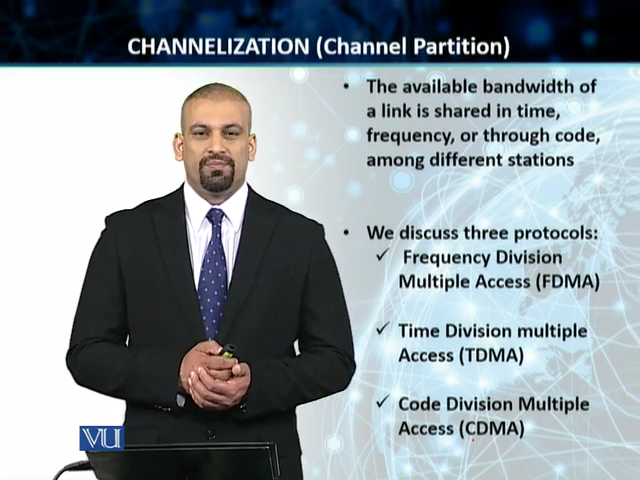 CHANNELIZATION (Channel Partition)
• The available bandwidth of
a link is shared in time,
frequency, or through code,
among different stations
• We discuss three protocols:
✓ Frequency Division
Multiple Access (FDMA)
✓ Time Division multiple
Access (TDMA)
✓ Code Division Multiple
Access (CDMA)
VU